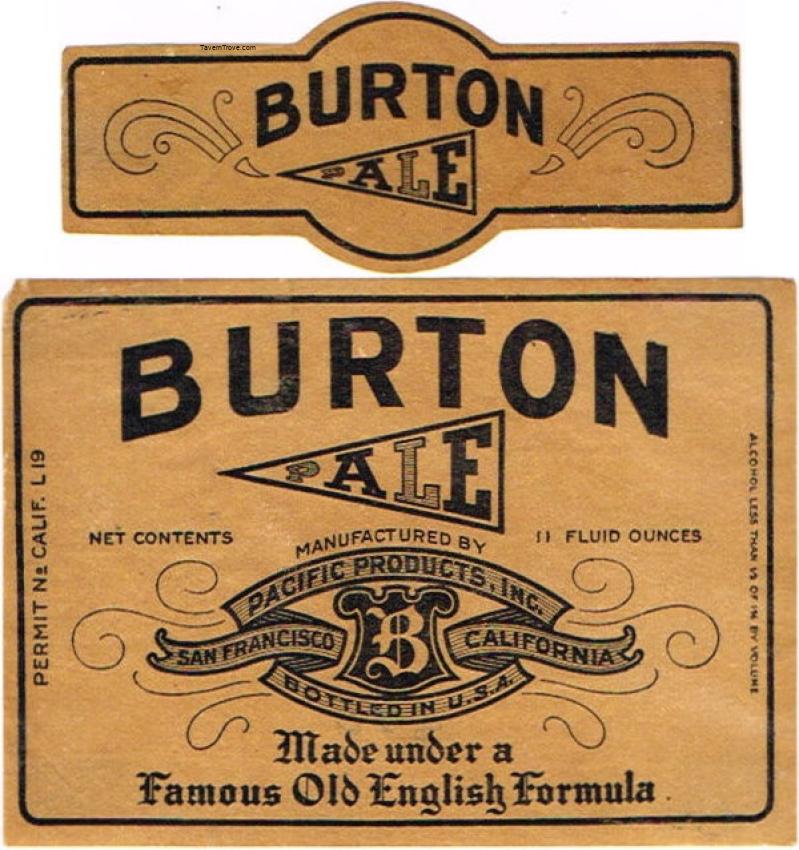 TavernTrove.com
BURTON
PALE
BURTON
PALE
PERMIT No CALIF. L 19
NET CONTENTS
11 FLUID OUNCES
ALCOHOL LESS THAN ½ OF 1% BY VOLUME
MANUFACTURED BY
PACIFIC PRODUCTS, INC.
SAN FRANCISCO B CALIFORNIA
BOTTLED IN U.S.A.
Made under a
Famous Old English Formula